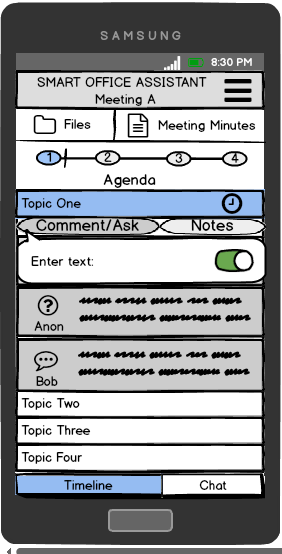 SAMSUNG
8:30 PM
SMART OFFICE ASSISTANT
Meeting A
Files
Meeting Minutes
1 2 3 4
Agenda
Topic One
Comment/Ask Notes
Enter text:
?
Anon
Bob
Topic Two
Topic Three
Topic Four
Timeline Chat